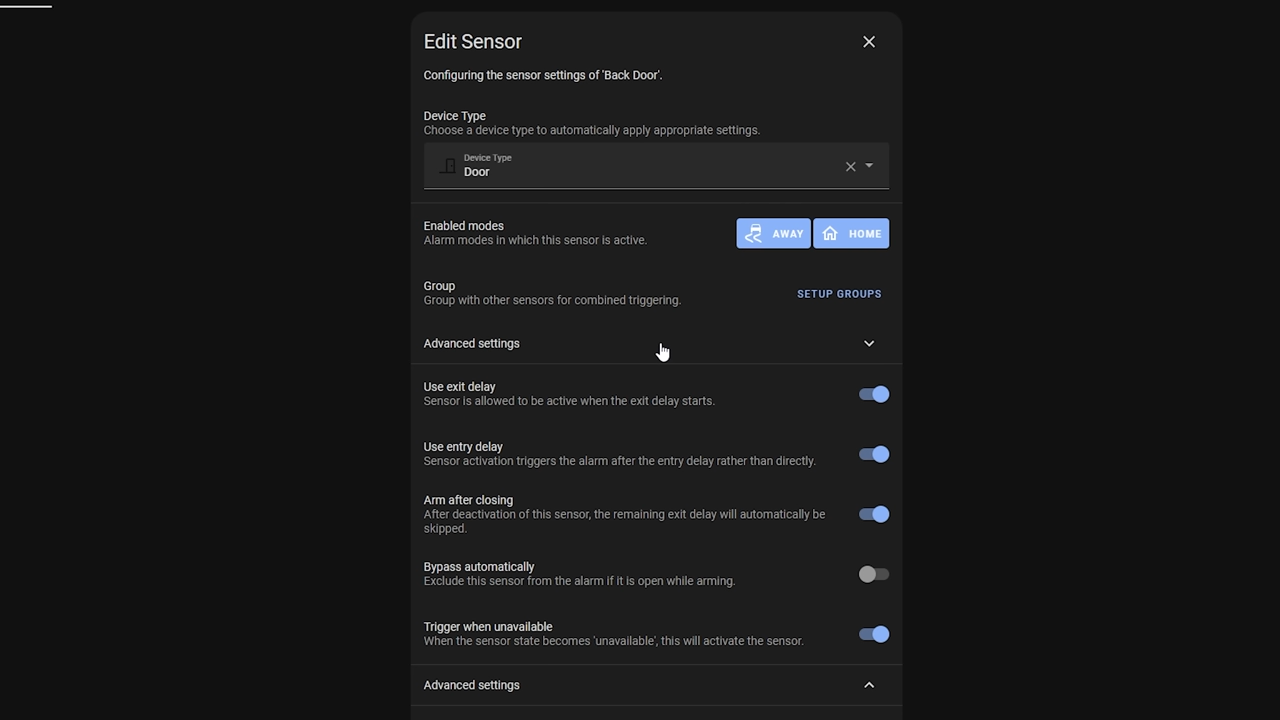 Edit Sensor
Configuring the sensor settings of 'Back Door'.
Device Type
Choose a device type to automatically apply appropriate settings.
Device Type
Door
Enabled modes
Alarm modes in which this sensor is active.
AWAY
HOME
Group
Group with other sensors for combined triggering.
SETUP GROUPS
Advanced settings
Use exit delay
Sensor is allowed to be active when the exit delay starts.
Use entry delay
Sensor activation triggers the alarm after the entry delay rather than directly.
Arm after closing
After deactivation of this sensor, the remaining exit delay will automatically be
skipped.
Bypass automatically
Exclude this sensor from the alarm if it is open while arming.
Trigger when unavailable
When the sensor state becomes 'unavailable', this will activate the sensor.
Advanced settings